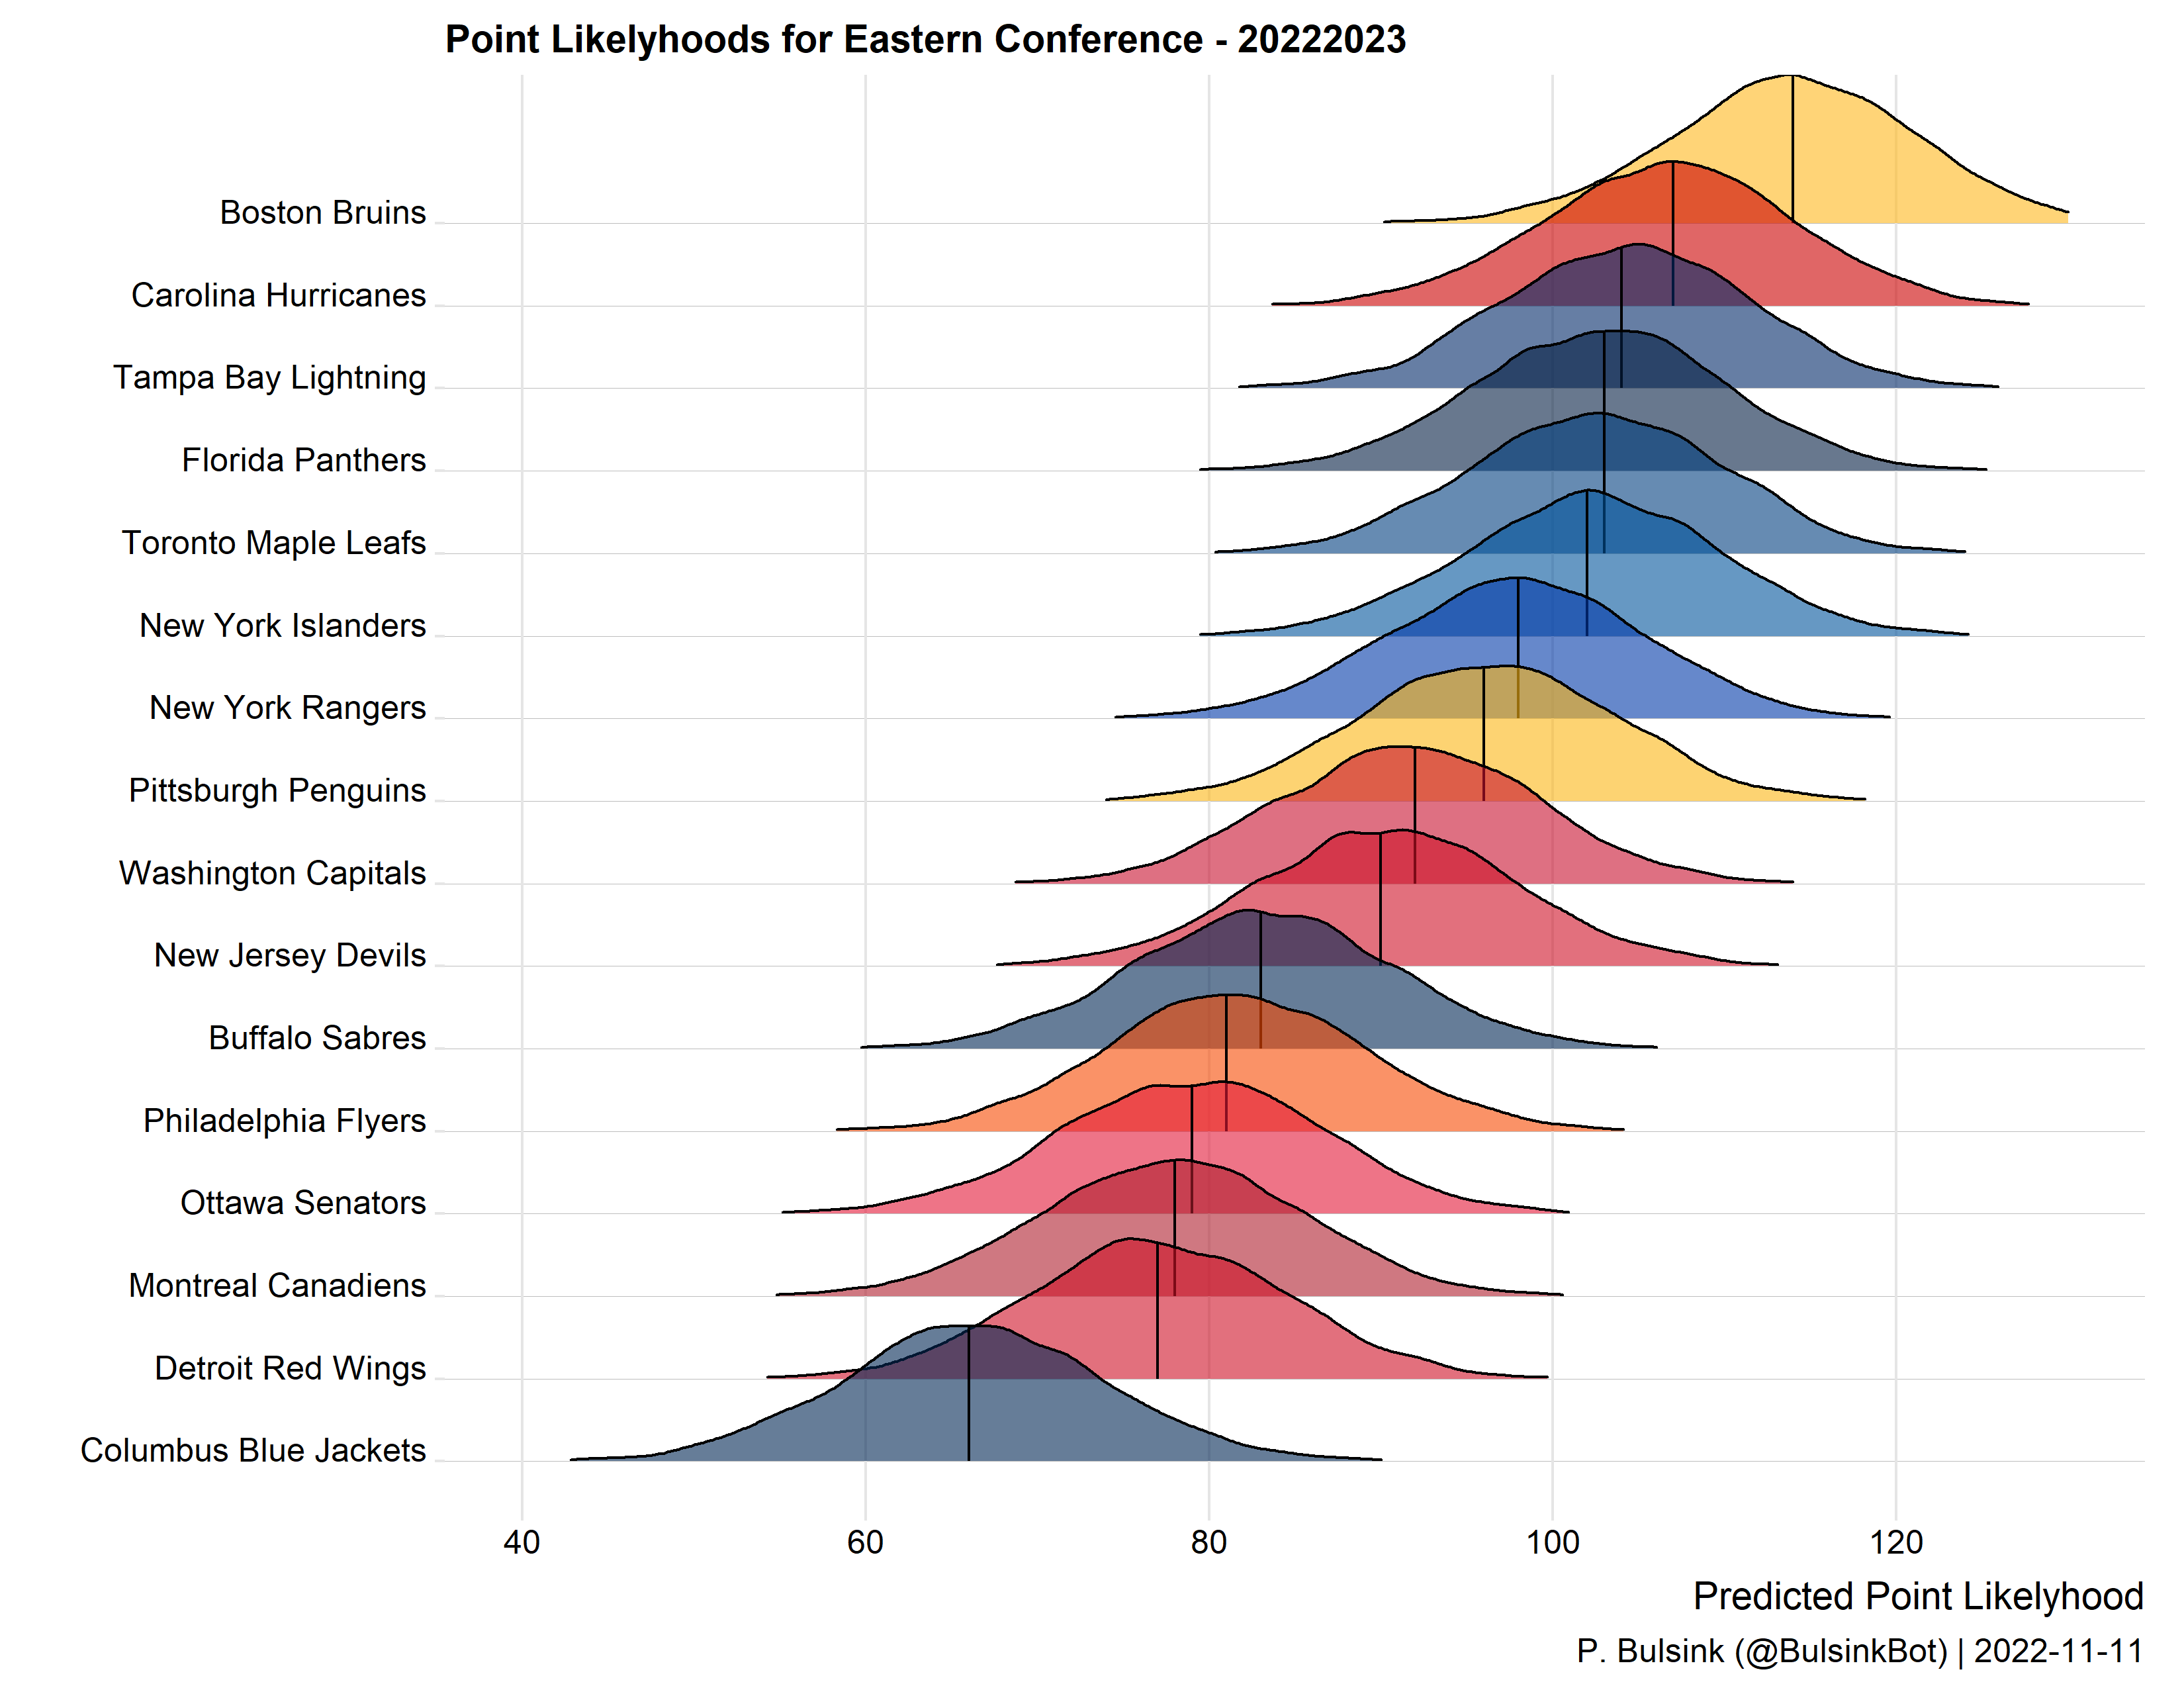 Point Likelyhoods for Eastern Conference - 20222023
Boston Bruins
Carolina Hurricanes
Tampa Bay Lightning
Florida Panthers
Toronto Maple Leafs
New York Islanders
New York Rangers
Pittsburgh Penguins
Washington Capitals
New Jersey Devils
Buffalo Sabres
Philadelphia Flyers
Ottawa Senators
Montreal Canadiens
Detroit Red Wings
Columbus Blue Jackets
40 60 80 100 120
Predicted Point Likelyhood
P. Bulsink (@BulsinkBot) | 2022-11-11